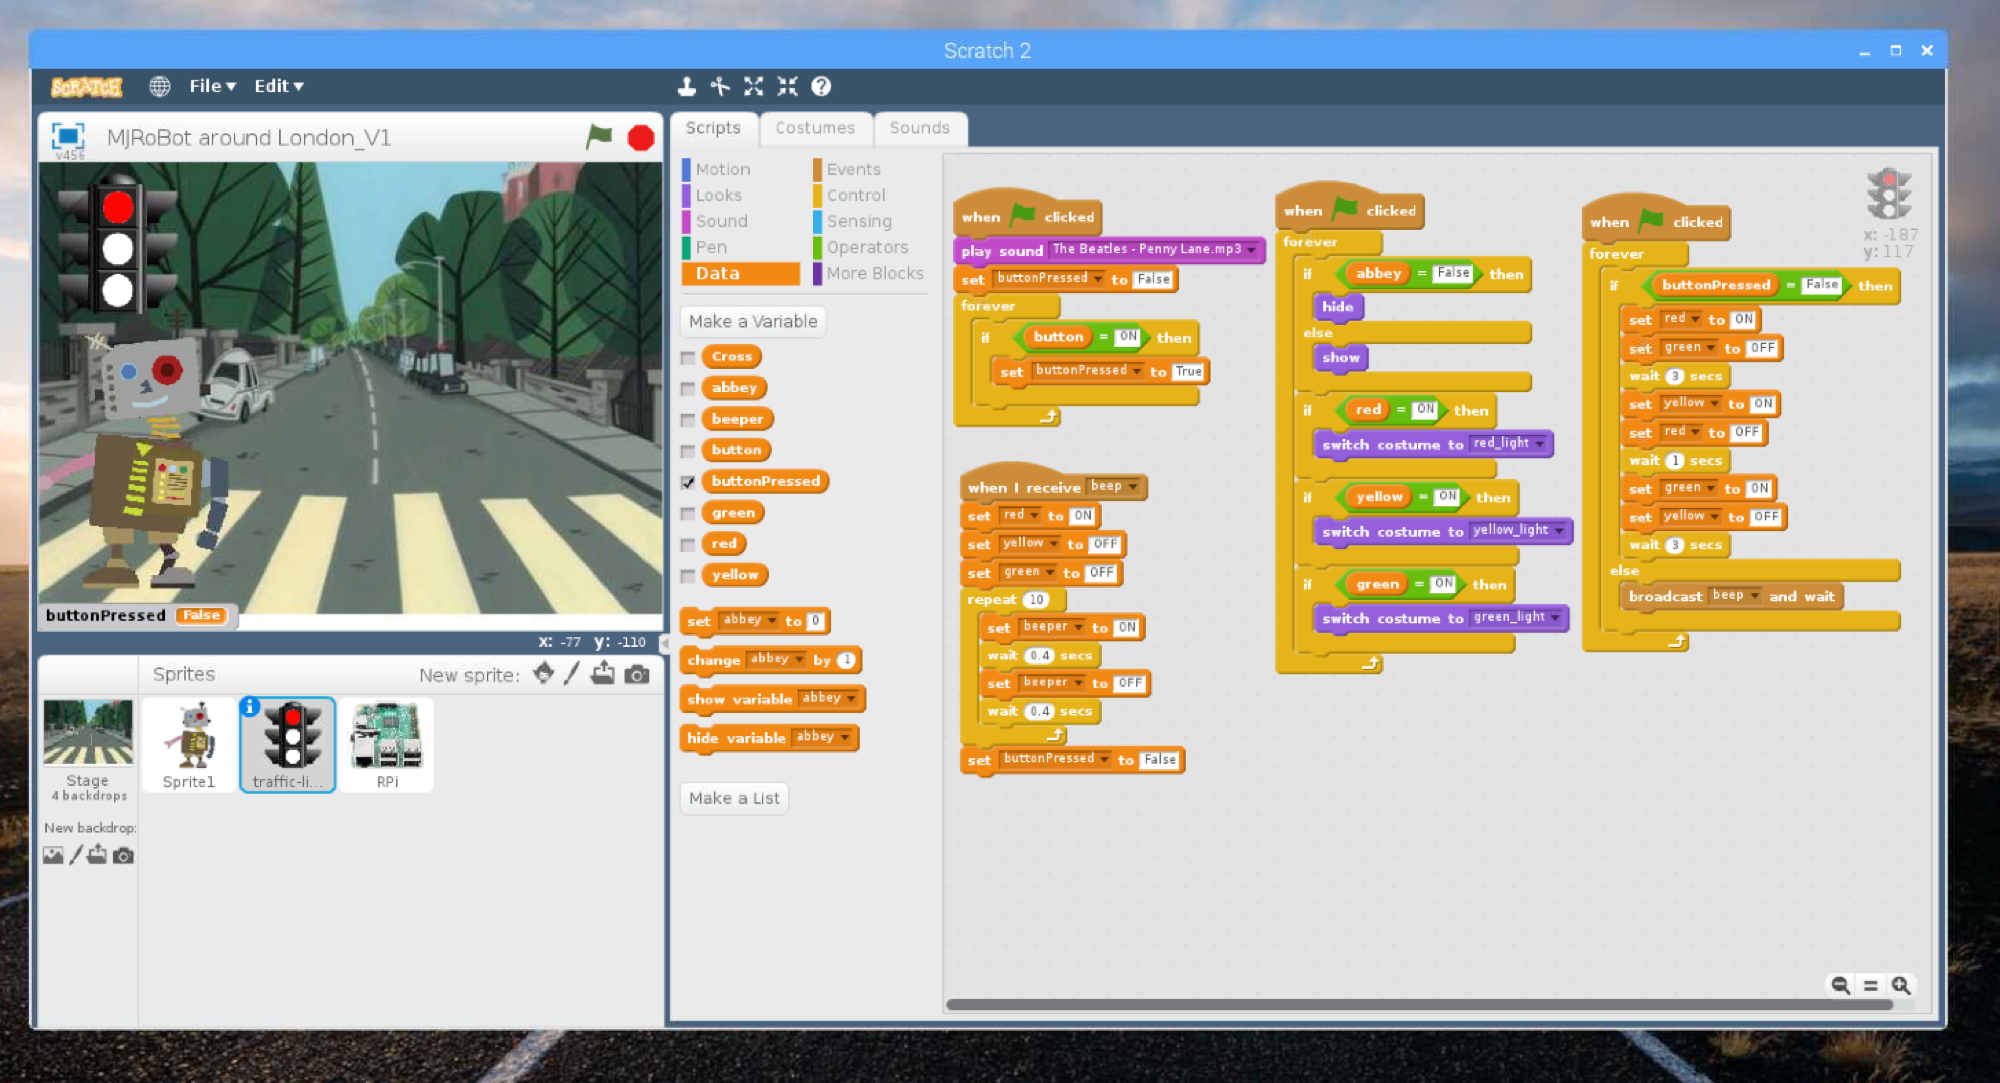 Scratch 2
SCRATCH File Edit
MJRoBot around London_V1
v456
buttonPressed False
x: -77 y: -110
Sprites New sprite:
Stage
4 backdrops
New backdrop:
Sprite1
traffic-li...
RPi
Scripts Costumes Sounds
Motion Events
Looks Control
Sound Sensing
Pen Operators
Data More Blocks
Make a Variable
Cross
abbey
beeper
button
buttonPressed
green
red
yellow
set abbey to 0
change abbey by 1
show variable abbey
hide variable abbey
Make a List
when clicked
play sound The Beatles - Penny Lane.mp3
set buttonPressed to False
forever
if button = ON then
set buttonPressed to True
when I receive beep
set red to ON
set yellow to OFF
set green to OFF
repeat 10
set beeper to ON
wait 0.4 secs
set beeper to OFF
wait 0.4 secs
set buttonPressed to False
when clicked
forever
if abbey = False then
hide
else
show
if red = ON then
switch costume to red_light
if yellow = ON then
switch costume to yellow_light
if green = ON then
switch costume to green_light
when clicked
forever
if buttonPressed = False then
set red to ON
set green to OFF
wait 3 secs
set yellow to ON
set red to OFF
wait 1 secs
set green to ON
set yellow to OFF
wait 3 secs
else
broadcast beep and wait
x: -187
y: 117